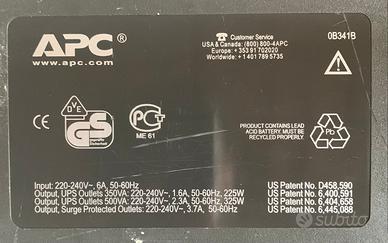 APC®
www.apc.com
Customer Service
USA & Canada: (800) 800-4APC
Europe: +353 91 702020
Worldwide: +1 401 789 5735
0B341B
GS
PCT
ME 61
PRODUCT CONTAINS LEAD
ACID BATTERY, MUST BE
RECYCLED PROPERLY.
Pb
Input: 220-240V~, 6A, 50-60Hz
Output, UPS Outlets 350VA: 220-240V~, 1.6A, 50-60Hz, 225W
Output, UPS Outlets 500VA: 220-240V~, 2.3A, 50-60Hz, 325W
Output, Surge Protected Outlets: 220-240V~, 3.7A, 50-60Hz
US Patent No. D458,590
US Patent No. 6,400,591
US Patent No. 6,404,658
US Patent No. 6,445,088
subito